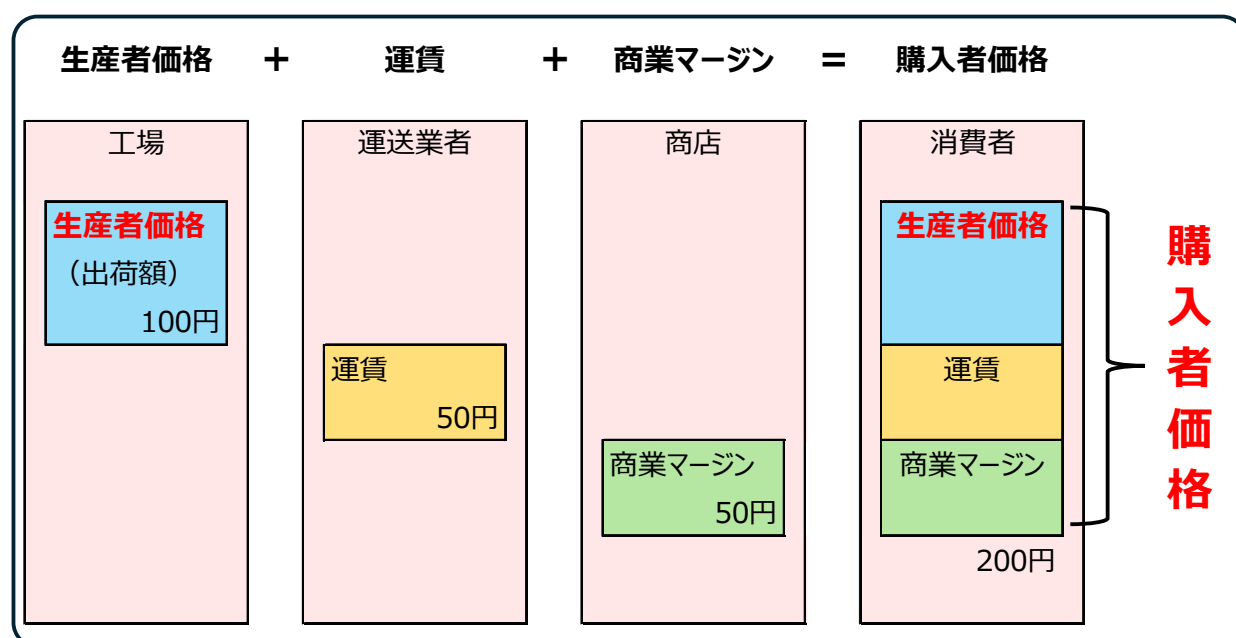 生産者価格 + 運賃 + 商業マージン = 購入者価格
工場
運送業者
商店
消費者
生産者価格
（出荷額）
100円
運賃
50円
商業マージン
50円
生産者価格
運賃
商業マージン
200円
購入者価格